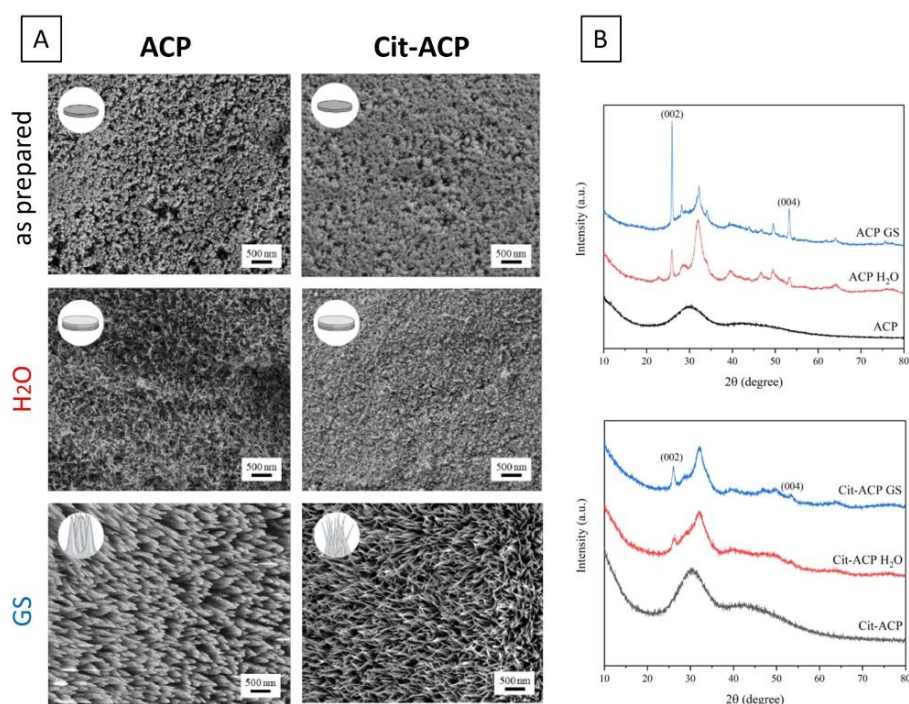 A
ACP
Cit-ACP
as prepared
500 nm
500 nm
H2O
500 nm
500 nm
GS
500 nm
500 nm
B
(002)
(004)
ACP GS
ACP H₂O
ACP
Intensity (a.u.)
10 20 30 40 50 60 70 80
2θ (degree)
(002)
(004)
Cit-ACP GS
Cit-ACP H₂O
Cit-ACP
Intensity (a.u.)
10 20 30 40 50 60 70 80
2θ (degree)